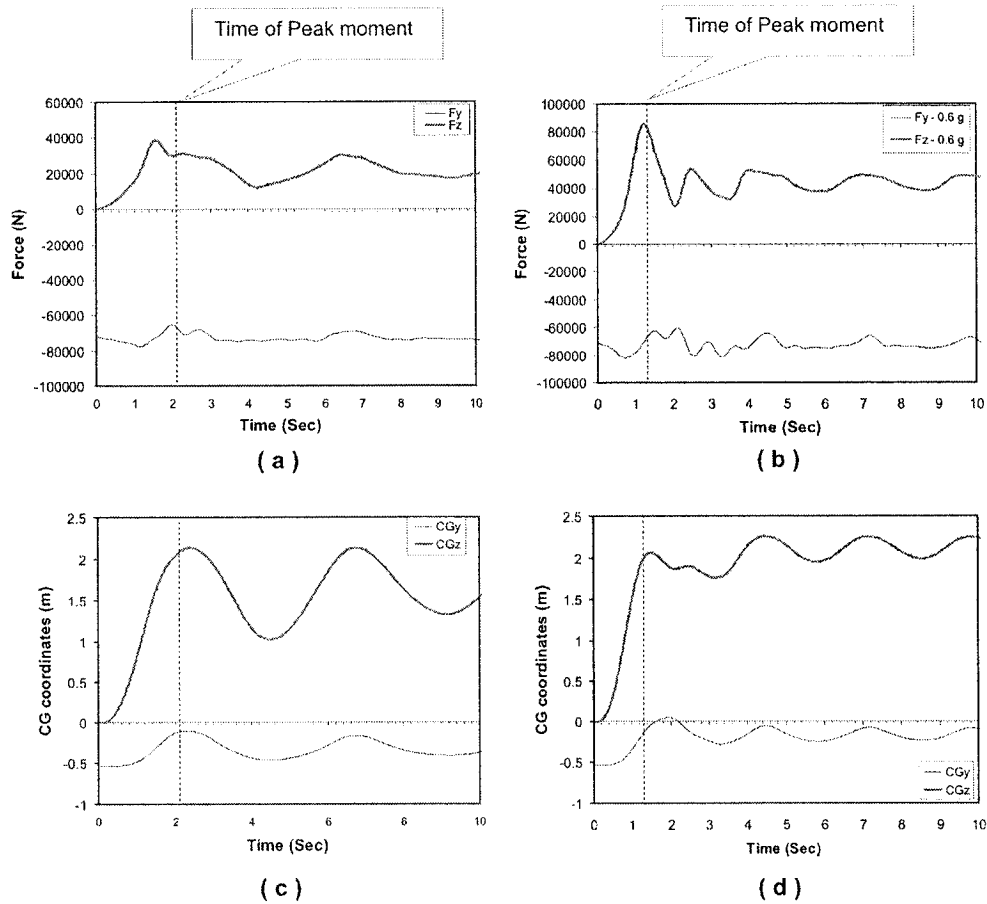 Time of Peak moment
Time of Peak moment
60000
40000
20000
0
-20000
-40000
-60000
-80000
-100000
Force (N)
Fy
Fz
0 1 2 3 4 5 6 7 8 9 10
Time (Sec)
( a )
100000
80000
60000
40000
20000
0
-20000
-40000
-60000
-80000
-100000
Force (N)
Fy - 0.6 g
Fz - 0.6 g
0 1 2 3 4 5 6 7 8 9 10
Time (Sec)
( b )
2.5
2
1.5
1
0.5
0
-0.5
-1
CG coordinates (m)
CGy
CGz
0 2 6 8 10
Time (Sec)
( c )
2.5
2
1.5
1
0.5
0
-0.5
-1
CG coordinates (m)
CGy
CGz
0 1 2 3 4 5 6 7 8 9 10
Time (Sec)
( d )